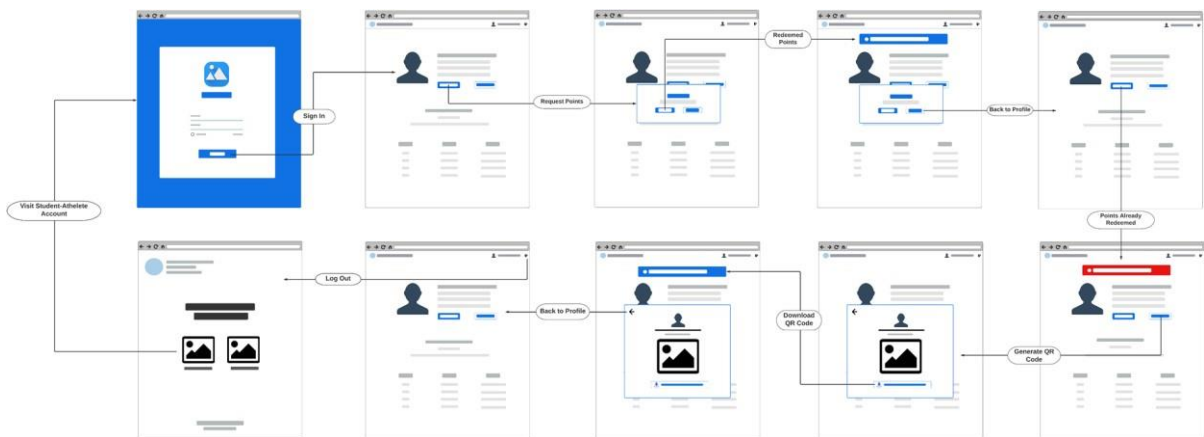 Redeemed
Points
Sign In
Request Points
Back to Profile
Visit Student-Athelete
Account
Points Already
Redeemed
Log Out
Back to Profile
Download
QR Code
Generate QR
Code